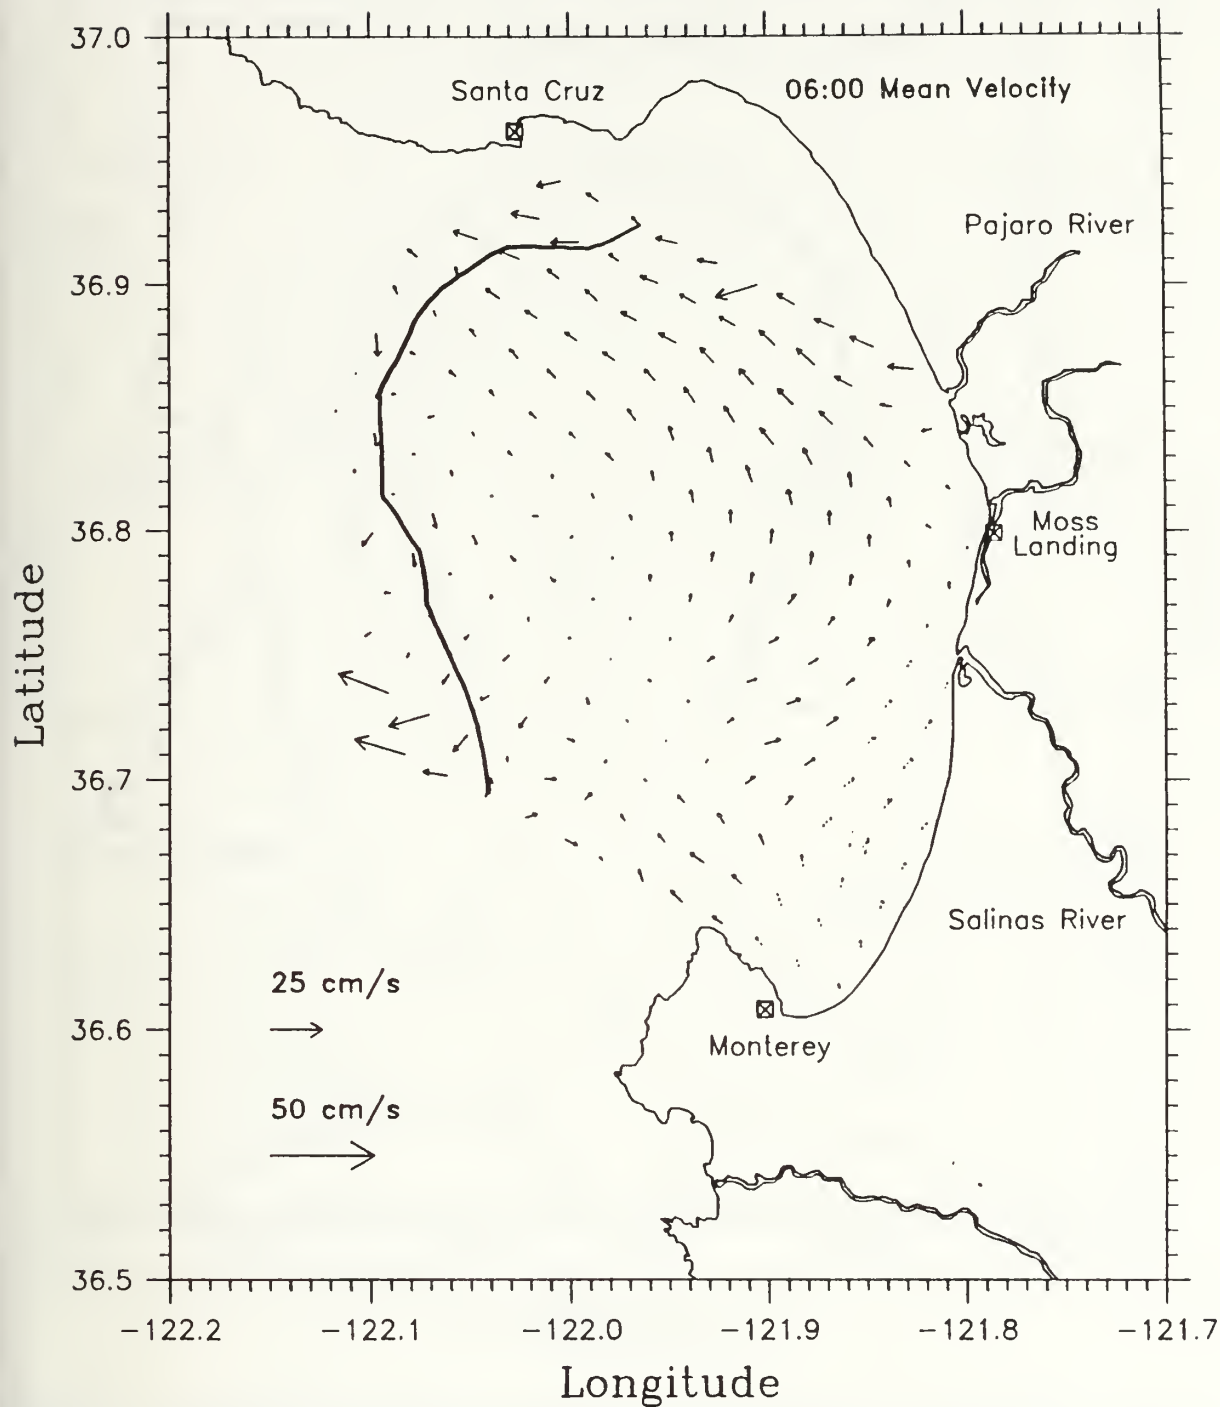 37.0
Santa Cruz
06:00 Mean Velocity
Pajaro River
36.9
36.8
Moss
Landing
Latitude
36.7
Salinas River
25 cm/s
36.6
Monterey
50 cm/s
36.5
-122.2 -122.1 -122.0 -121.9 -121.8 -121.7
Longitude